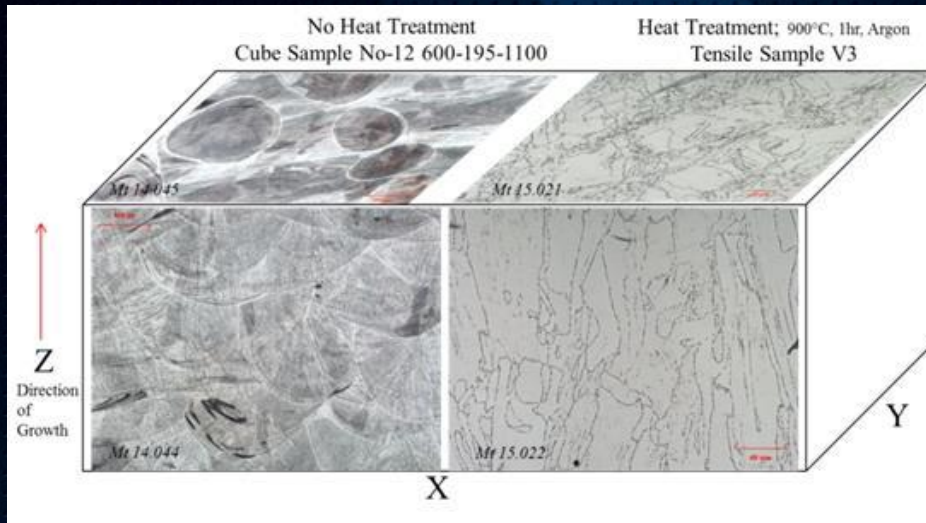 No Heat Treatment
Cube Sample No-12 600-195-1100
Heat Treatment; 900°C, 1hr, Argon
Tensile Sample V3
Mt 14.045
Mt 15.021
Z
Direction
of
Growth
Mt 14.044
Mt 15.022
X
Y